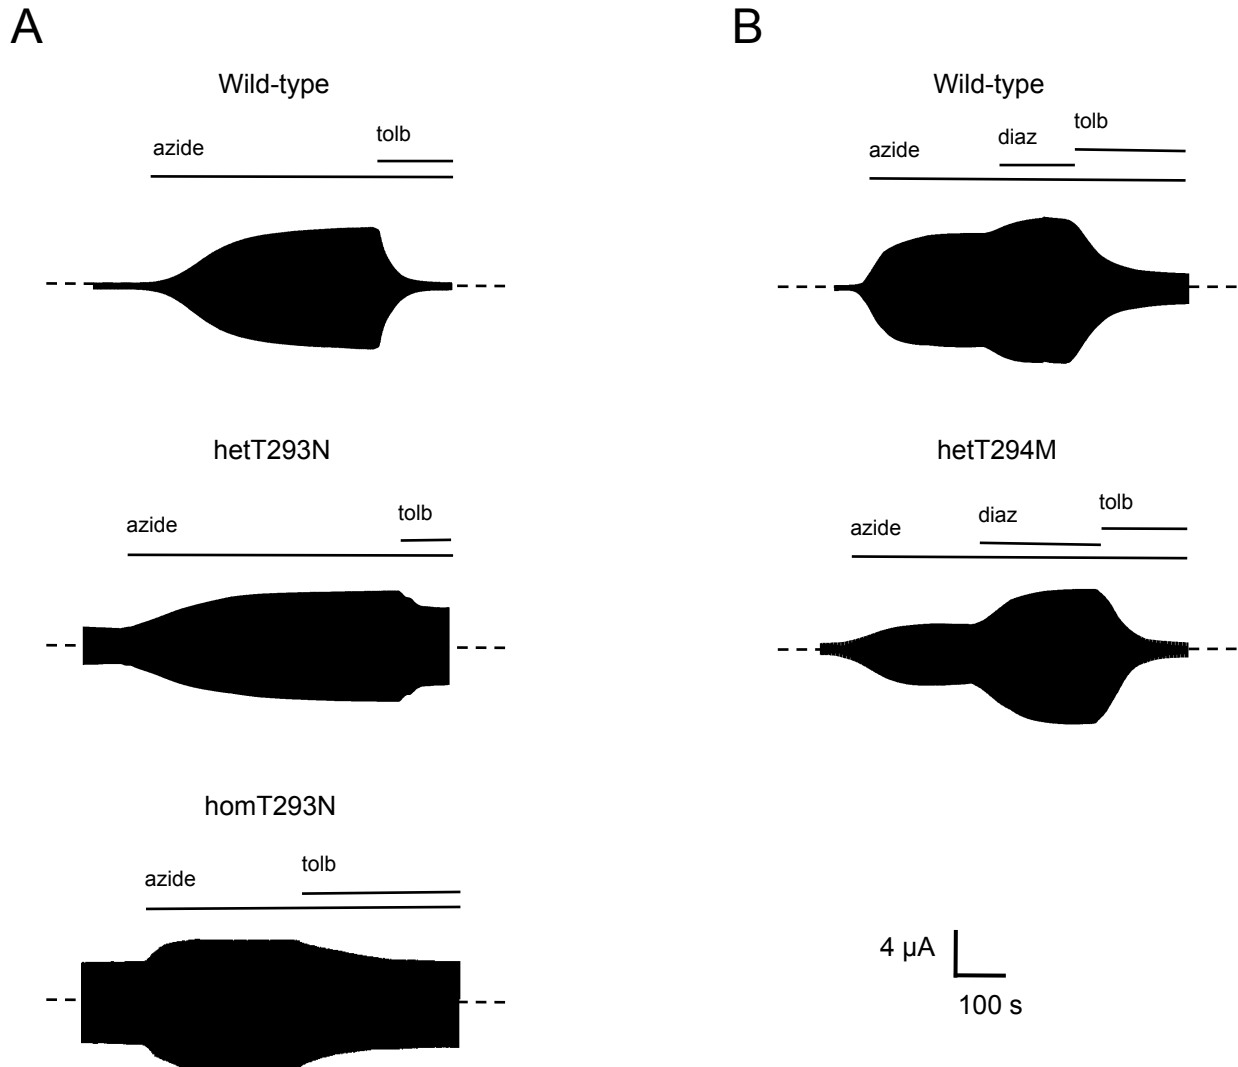 A
Wild-type
azide
tolb
hetT293N
azide
tolb
homT293N
azide
tolb
B
Wild-type
azide
diaz
tolb
hetT294M
azide
diaz
tolb
4 µA
100 s